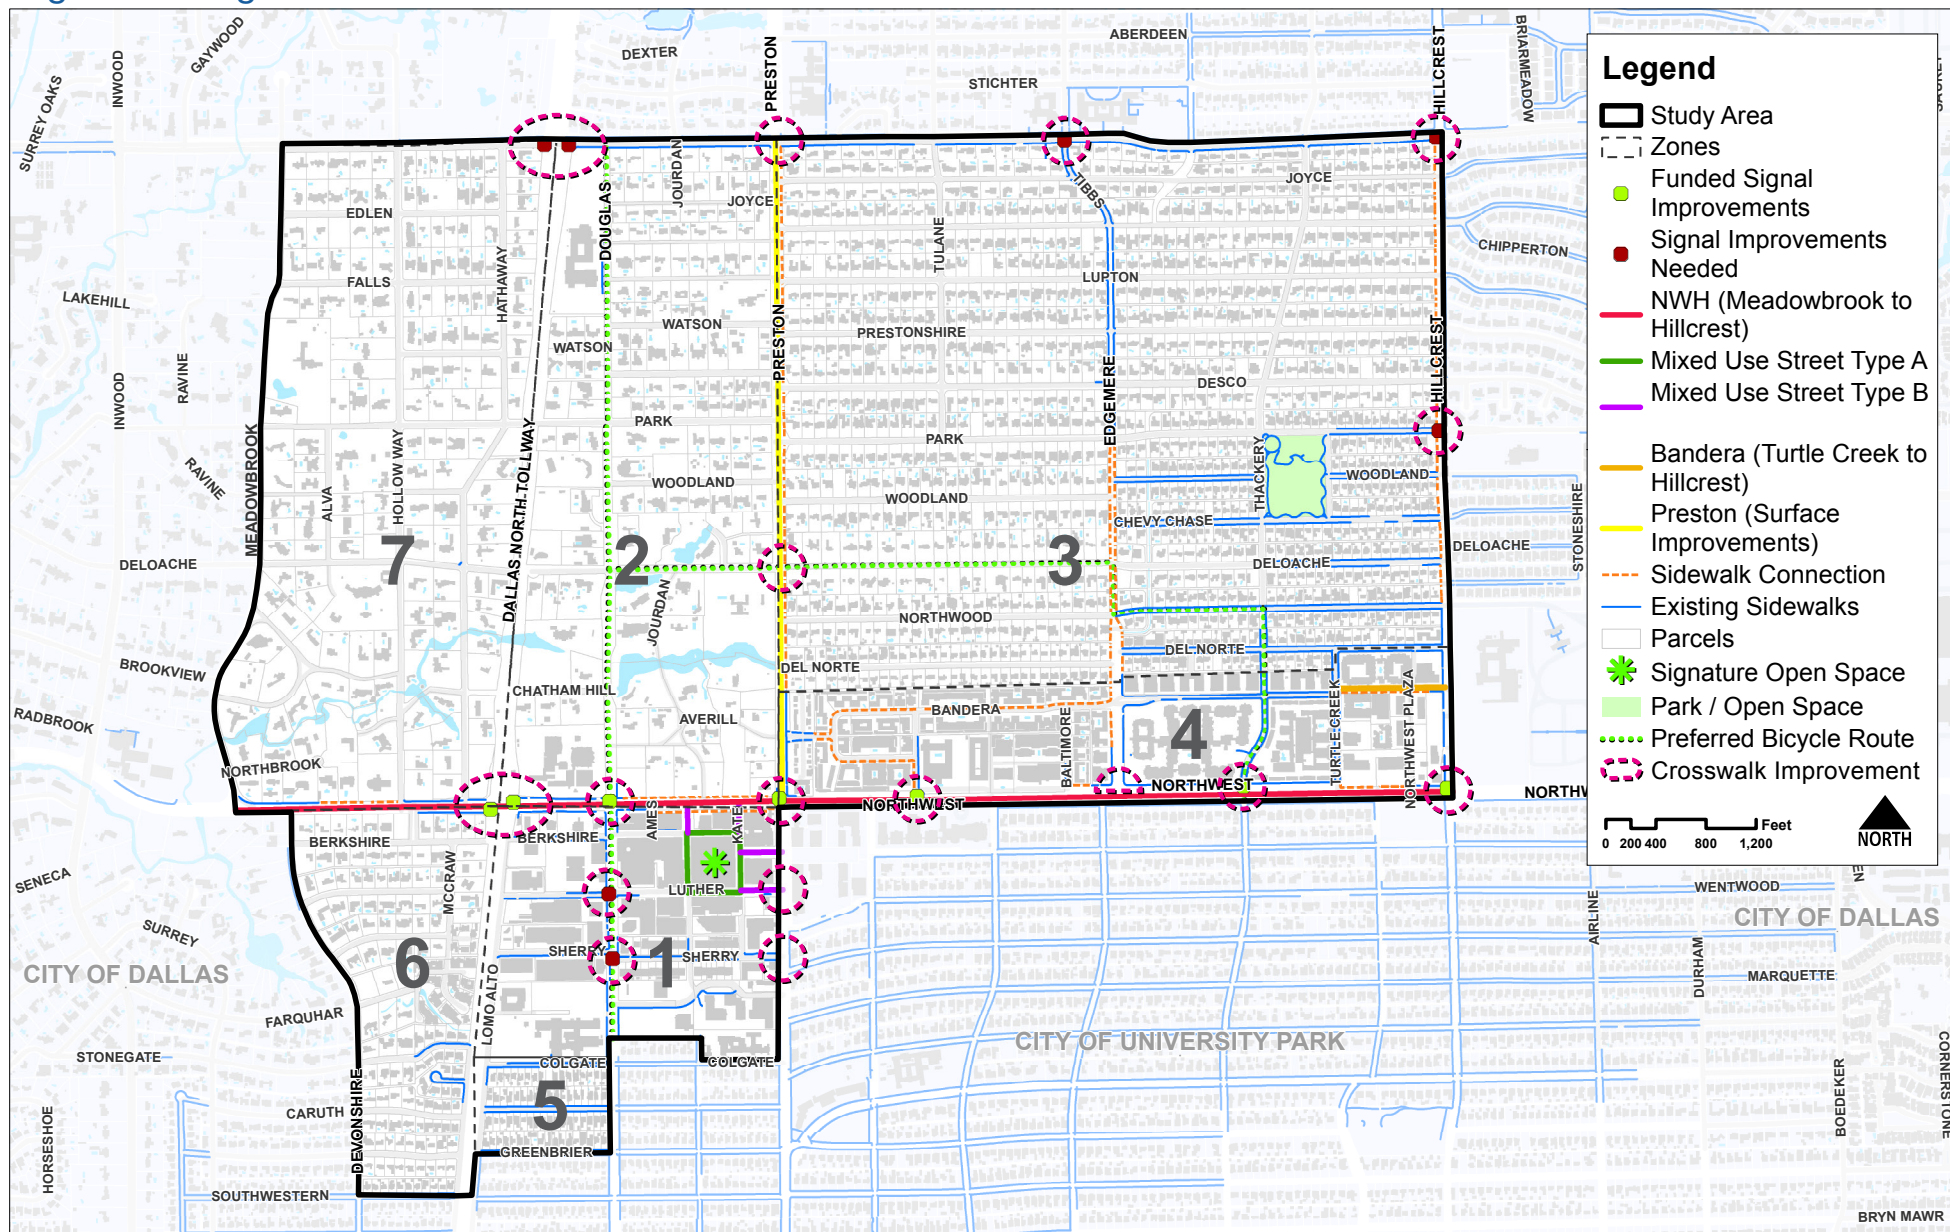 DEXTER
ABERDEEN
STICHTER
GAYWOOD
INWOOD
SURREY OAKS
PRESTON
HILLCREST
BRIARMEADOW
Legend
Study Area
Zones
Funded Signal
Improvements
Signal Improvements
Needed
NWH (Meadowbrook to
Hillcrest)
Mixed Use Street Type A
Mixed Use Street Type B
Bandera (Turtle Creek to
Hillcrest)
Preston (Surface
Improvements)
Sidewalk Connection
Existing Sidewalks
Parcels
Signature Open Space
Park / Open Space
Preferred Bicycle Route
Crosswalk Improvement
0 200 400 800 1,200
Feet
NORTH
JOURDAN
JOYCE
JOYCE
TIBBS
EDLEN
DOUGLAS
TULANE
HATHAWAY
CHIPPERTON
FALLS
LUPTON
LAKEHILL
WATSON
WATSON
PRESTONSHIRE
PRESTON
HILLCREST
RAVINE
INWOOD
EDGEMERE
DESCO
PARK
PARK
MEADOWBROOK
RAVINE
ALVA
HOLLOW WAY
DALLAS NORTH TOLLWAY
WOODLAND
WOODLAND
WOODLAND
THACKERY
CHEVY CHASE
STONESHIRE
DELOACHE
DELOACHE
DELOACHE
7
2
3
JOURDAN
NORTHWOOD
DEL NORTE
DEL NORTE
BROOKVIEW
CHATHAM HILL
AVERILL
BANDERA
BALTIMORE
4
TURTLE CREEK
NORTHWEST PLAZA
RADBROOK
NORTHBROOK
NORTHWEST
NORTHWEST
NORTHW
BERKSHIRE
BERKSHIRE
AMES
KATE
LUTHER
SENECA
MCCRAW
WENTWOOD
SURREY
CITY OF DALLAS
AIRLINE
SHERRY
SHERRY
6
1
CITY OF DALLAS
LOMO ALTO
DURHAM
MARQUETTE
FARQUHAR
CITY OF UNIVERSITY PARK
STONEGATE
COLGATE
COLGATE
CORNERSTONE
DEVONSHIRE
CARUTH
5
BOEDEKER
HORSESHOE
GREENBRIER
SOUTHWESTERN
BRYN MAWR